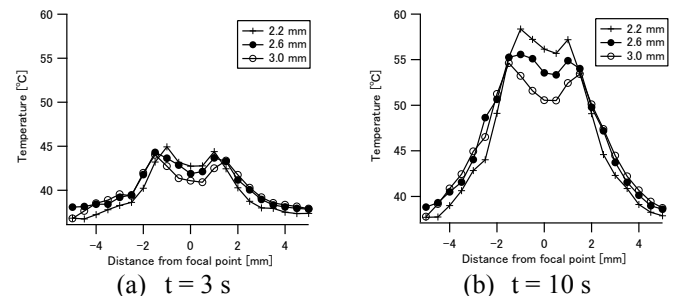 60
55
50
45
40
Temperature [°C]
2.2 mm
2.6 mm
3.0 mm
−4 −2 0 2 4
Distance from focal point [mm]
(a) t = 3 s
60
55
50
45
40
Temperature [°C]
2.2 mm
2.6 mm
3.0 mm
−4 −2 0 2 4
Distance from focal point [mm]
(b) t = 10 s